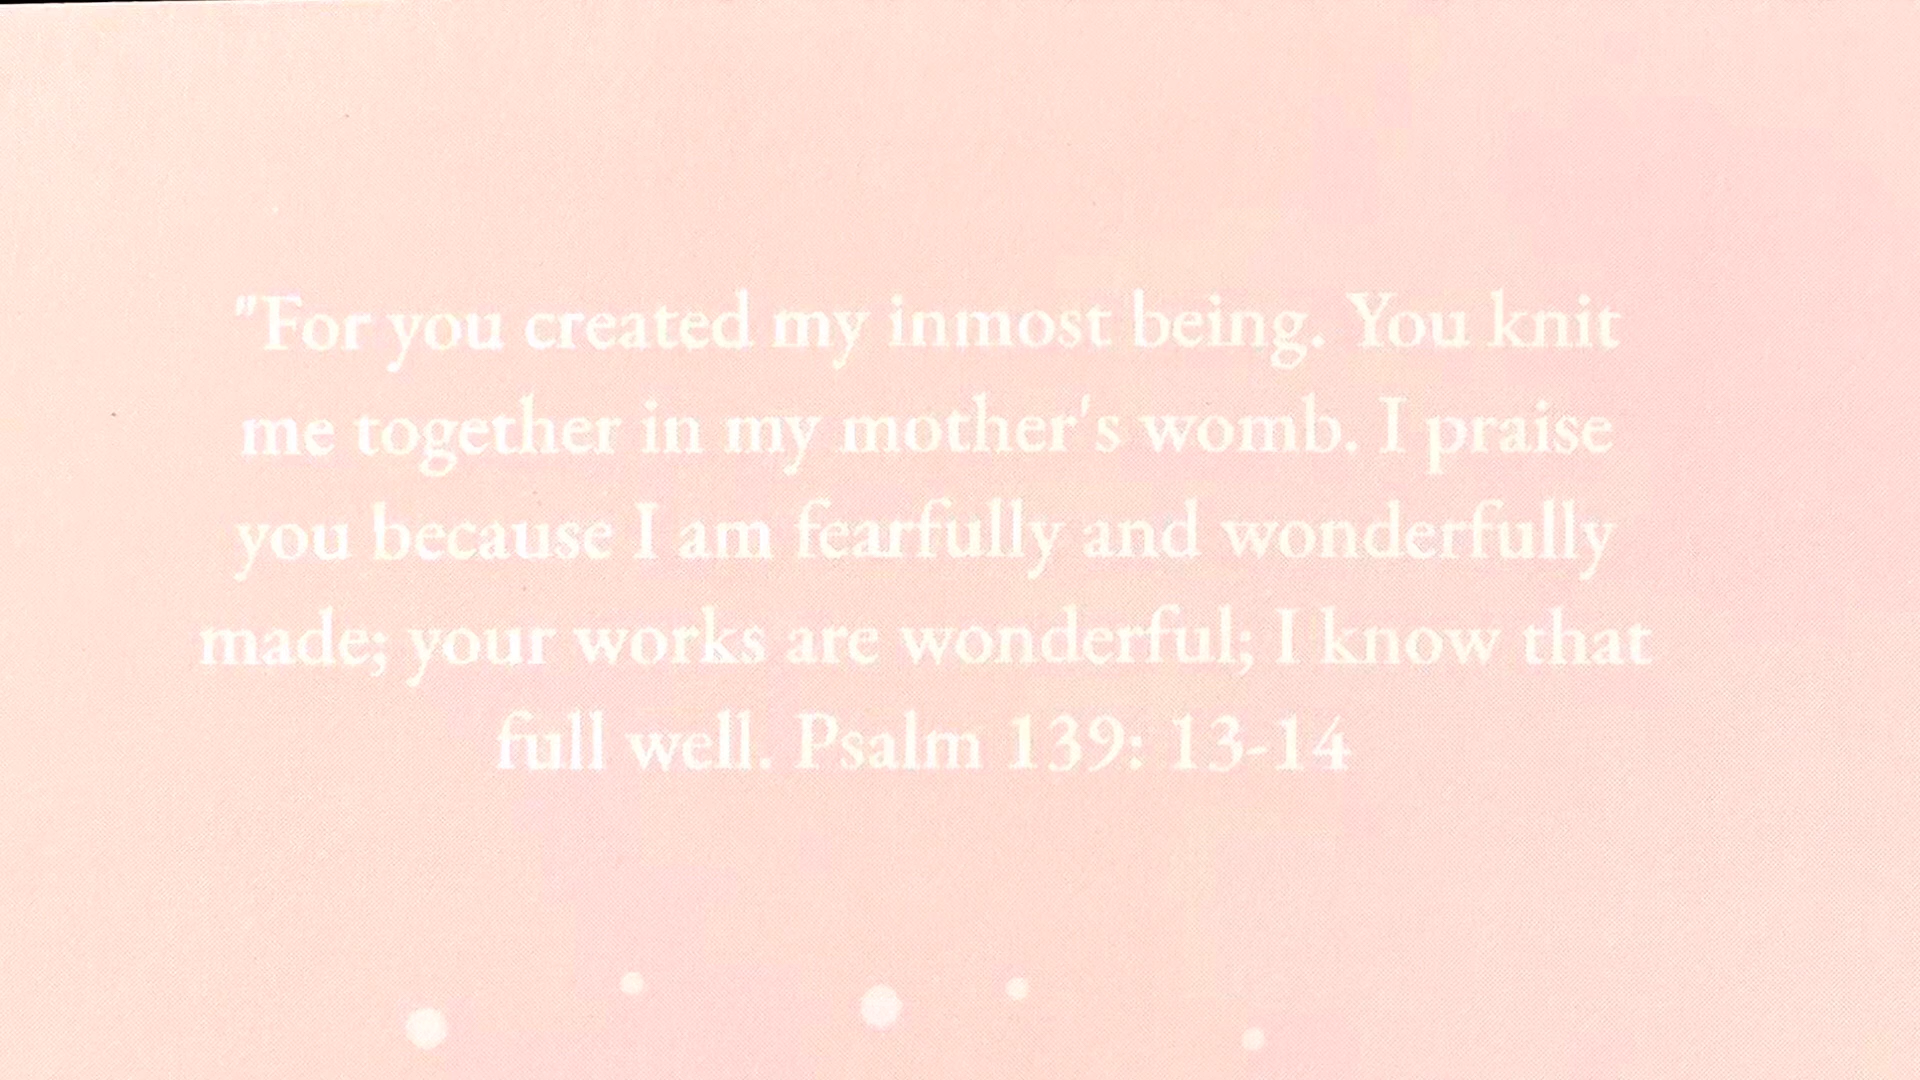 "For you created my inmost being. You knit
me together in my mother's womb. I praise
you because I am fearfully and wonderfully
made; your works are wonderful; I know that
full well. Psalm 139: 13-14